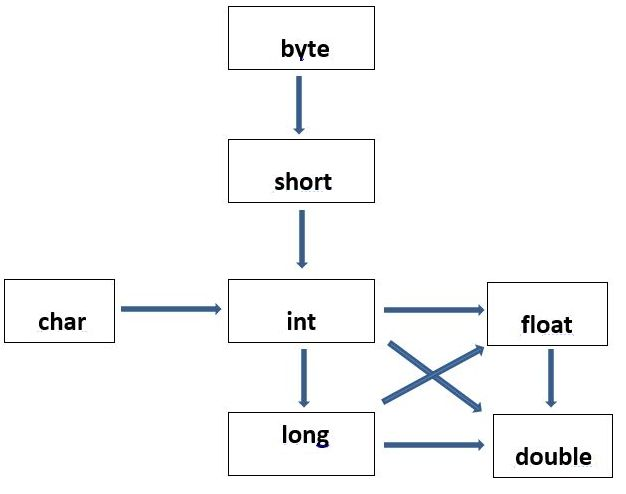 byte
short
char
int
float
long
double